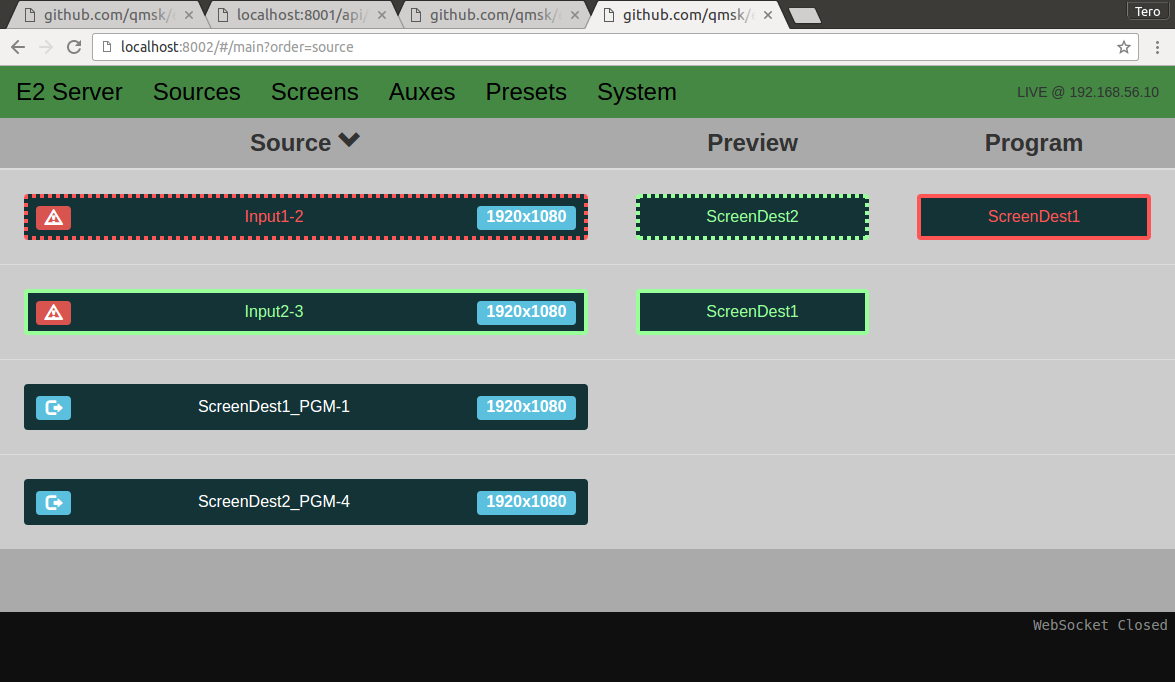 github.com/qmsk/ localhost:8001/api/ github.com/qmsk/ github.com/qmsk/ Tero
localhost:8002/#/main?order=source
E2 Server Sources Screens Auxes Presets System LIVE @ 192.168.56.10
Source Preview Program
Input1-2 1920x1080 ScreenDest2 ScreenDest1
Input2-3 1920x1080 ScreenDest1
ScreenDest1_PGM-1 1920x1080
ScreenDest2_PGM-4 1920x1080
WebSocket Closed